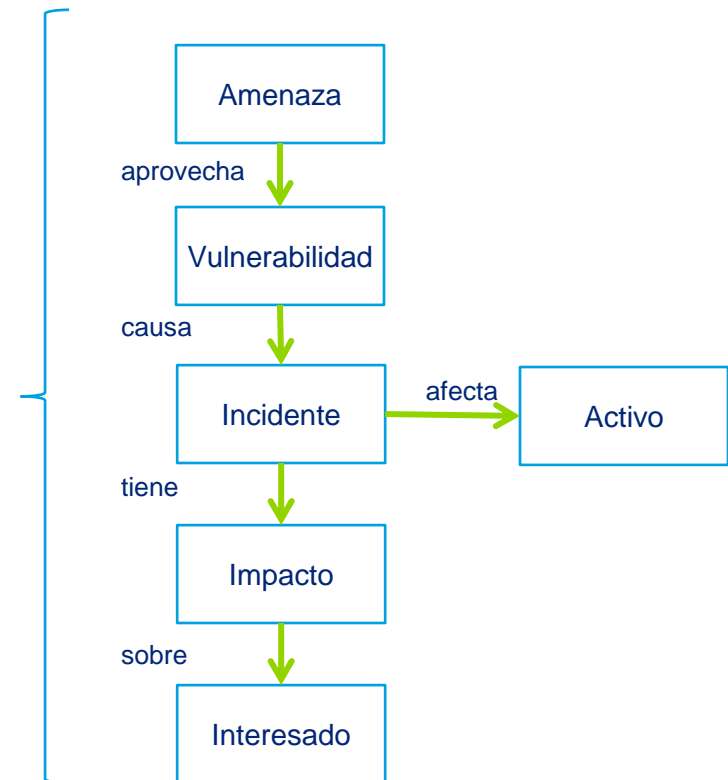 Amenaza
aprovecha
Vulnerabilidad
causa
Incidente
afecta
Activo
tiene
Impacto
sobre
Interesado